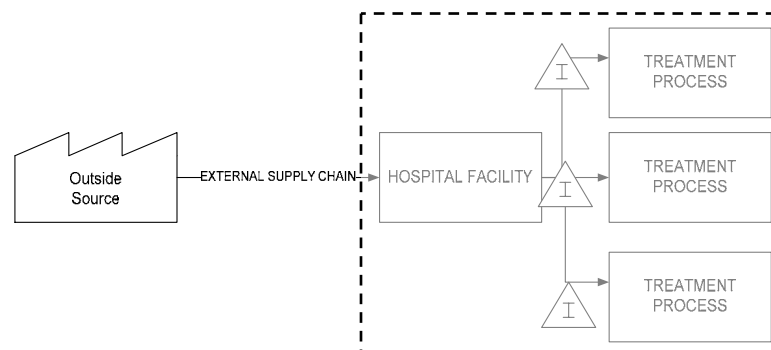 I
TREATMENT
PROCESS
Outside
Source
EXTERNAL SUPPLY CHAIN
HOSPITAL FACILITY
I
TREATMENT
PROCESS
I
TREATMENT
PROCESS